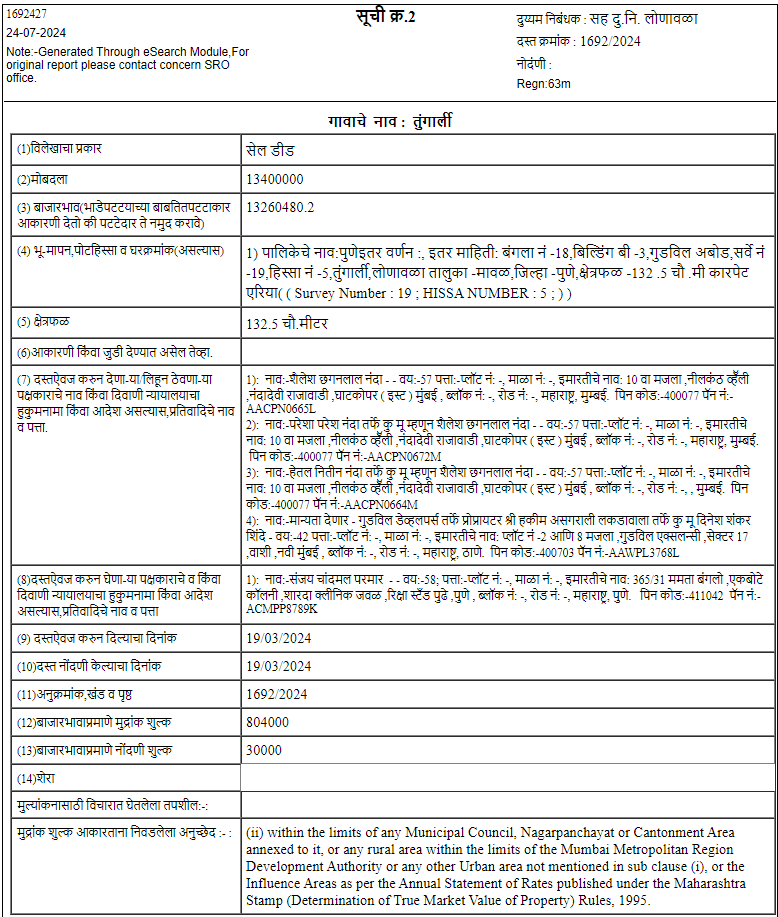 1692427
24-07-2024
Note:-Generated Through eSearch Module,For
original report please contact concern SRO
office.
सूची क्र.2
दुय्यम निबंधक : सह दु.नि. लोणावळा
दस्त क्रमांक : 1692/2024
नोदंणी :
Regn:63m
गावाचे नाव : तुंगार्ली
(1)विलेखाचा प्रकार
सेल डीड
(2)मोबदला
13400000
(3) बाजारभाव(भाडेपटटयाच्या बाबतितपटटाकार
आकारणी देतो की पटटेदार ते नमुद करावे)
13260480.2
(4) भू-मापन,पोटहिस्सा व घरक्रमांक(असल्यास)
1) पालिकेचे नाव:पुणेइतर वर्णन :, इतर माहिती: बंगला नं -18,बिल्डिंग बी -3,गुडविल अबोड,सर्वे नं
-19,हिस्सा नं -5,तुंगार्ली,लोणावळा तालुका -मावळ,जिल्हा -पुणे,क्षेत्रफळ -132 .5 चौ .मी कारपेट
एरिया( ( Survey Number : 19 ; HISSA NUMBER : 5 ; ) )
(5) क्षेत्रफळ
132.5 चौ.मीटर
(6)आकारणी किंवा जुडी देण्यात असेल तेव्हा.
(7) दस्तऐवज करुन देणा-या/लिहून ठेवणा-या
पक्षकाराचे नाव किंवा दिवाणी न्यायालयाचा
हुकुमनामा किंवा आदेश असल्यास,प्रतिवादिचे नाव
व पत्ता.
1): नाव:-शैलेश छगनलाल नंदा - - वय:-57 पत्ता:-प्लॉट नं: -, माळा नं: -, इमारतीचे नाव: 10 वा मजला ,नीलकंठ व्हॅली
,नंदादेवी राजावाडी ,घाटकोपर ( इस्ट ) मुंबई , ब्लॉक नं: -, रोड नं: -, महाराष्ट्र, मुम्बई. पिन कोड:-400077 पॅन नं:-
AACPN0665L
2): नाव:-परेशा परेश नंदा तर्फे कु मू म्हणून शैलेश छगनलाल नंदा - - वय:-57 पत्ता:-प्लॉट नं: -, माळा नं: -, इमारतीचे
नाव: 10 वा मजला ,नीलकंठ व्हॅली ,नंदादेवी राजावाडी ,घाटकोपर ( इस्ट ) मुंबई , ब्लॉक नं: -, रोड नं: -, महाराष्ट्र, मुम्बई.
पिन कोड:-400077 पॅन नं:-AACPN0672M
3): नाव:-हेतल नितीन नंदा तर्फे कु मू म्हणून शैलेश छगनलाल नंदा - - वय:-57 पत्ता:-प्लॉट नं: -, माळा नं: -, इमारतीचे
नाव: 10 वा मजला ,नीलकंठ व्हॅली ,नंदादेवी राजावाडी ,घाटकोपर ( इस्ट ) मुंबई , ब्लॉक नं: -, रोड नं: -, , मुम्बई. पिन
कोड:-400077 पॅन नं:-AACPN0664M
4): नाव:-मान्यता देणार - गुडविल डेव्हलपर्स तर्फे प्रोप्रायटर श्री हकीम असगराली लकडावाला तर्फे कु मू दिनेश शंकर
शिंदे - - वय:-42 पत्ता:-प्लॉट नं: -, माळा नं: -, इमारतीचे नाव: प्लॉट नं -2 आणि 8 मजला ,गुडविल एक्सलन्सी ,सेक्टर 17
,वाशी ,नवी मुंबई , ब्लॉक नं: -, रोड नं: -, महाराष्ट्र, ठाणे. पिन कोड:-400703 पॅन नं:-AAWPL3768L
(8)दस्तऐवज करुन घेणा-या पक्षकाराचे व किंवा
दिवाणी न्यायालयाचा हुकुमनामा किंवा आदेश
असल्यास,प्रतिवादिचे नाव व पत्ता
1): नाव:-संजय चांदमल परमार - - वय:-58; पत्ता:-प्लॉट नं: -, माळा नं: -, इमारतीचे नाव: 365/31 ममता बंगलो ,एकबोटे
कॉलनी ,शारदा क्लीनिक जवळ ,रिक्षा स्टँड पुढे ,पुणे , ब्लॉक नं: -, रोड नं: -, महाराष्ट्र, पुणे. पिन कोड:-411042 पॅन नं:-
ACMPP8789K
(9) दस्तऐवज करुन दिल्याचा दिनांक
19/03/2024
(10)दस्त नोंदणी केल्याचा दिनांक
19/03/2024
(11)अनुक्रमांक,खंड व पृष्ठ
1692/2024
(12)बाजारभावाप्रमाणे मुद्रांक शुल्क
804000
(13)बाजारभावाप्रमाणे नोंदणी शुल्क
30000
(14)शेरा
मुल्यांकनासाठी विचारात घेतलेला तपशील:-:
मुद्रांक शुल्क आकारताना निवडलेला अनुच्छेद :- :
(ii) within the limits of any Municipal Council, Nagarpanchayat or Cantonment Area
annexed to it, or any rural area within the limits of the Mumbai Metropolitan Region
Development Authority or any other Urban area not mentioned in sub clause (i), or the
Influence Areas as per the Annual Statement of Rates published under the Maharashtra
Stamp (Determination of True Market Value of Property) Rules, 1995.